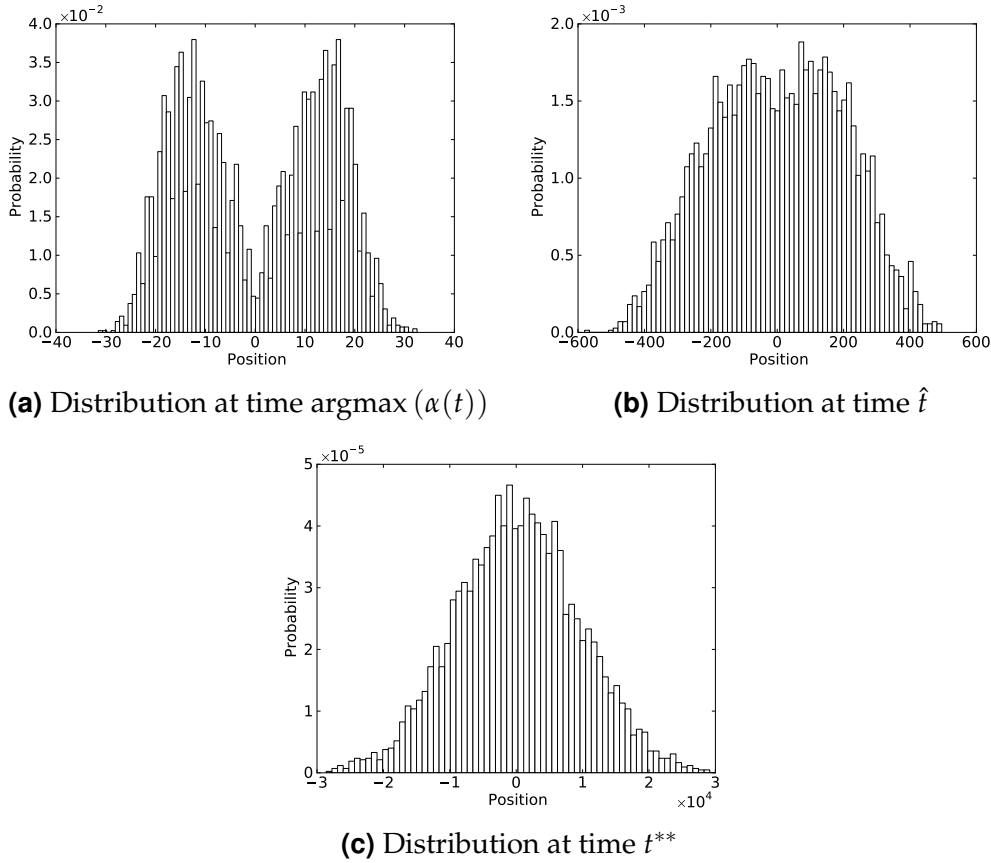 ×10⁻²
4.0
3.5
3.0
2.5
2.0
1.5
1.0
0.5
0.0
Probability
−40 −30 −20 −10 0 10 20 30 40
Position
(a) Distribution at time argmax (α(t))
×10⁻³
2.0
1.5
1.0
0.5
0.0
Probability
−600 −400 −200 0 200 400 600
Position
(b) Distribution at time t̂
×10⁻⁵
5
4
3
2
1
0
Probability
−3 −2 −1 0 1 2 3
Position
×10⁴
(c) Distribution at time t**